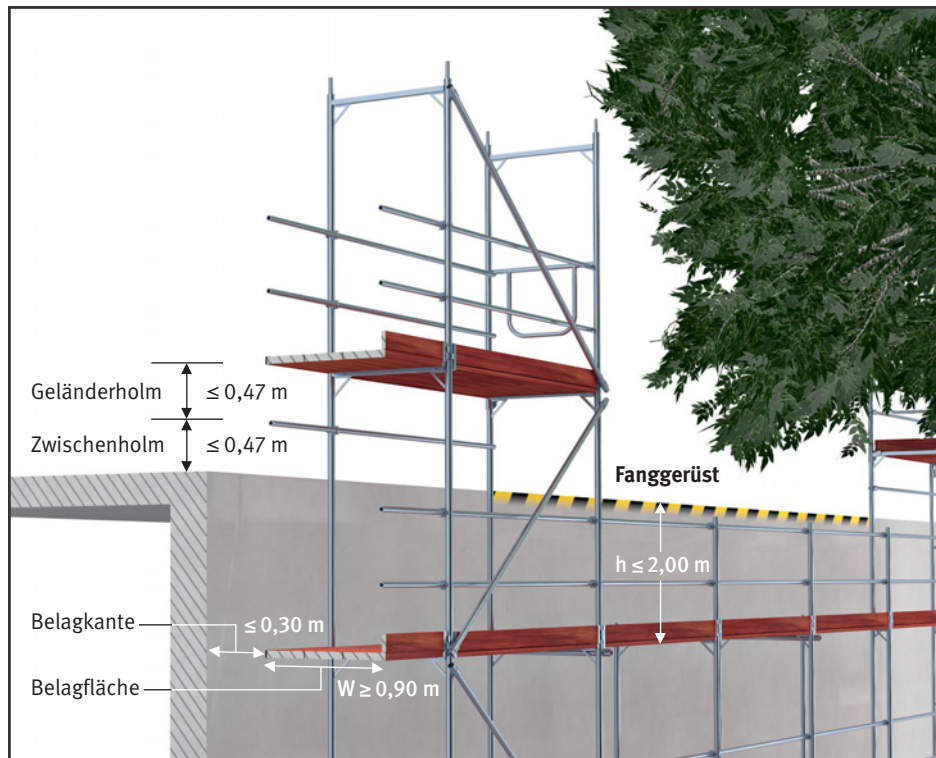 Geländerholm
≤ 0,47 m
Zwischenholm
≤ 0,47 m
Fanggerüst
h ≤ 2,00 m
Belagkante
≤ 0,30 m
Belagfläche
W ≥ 0,90 m